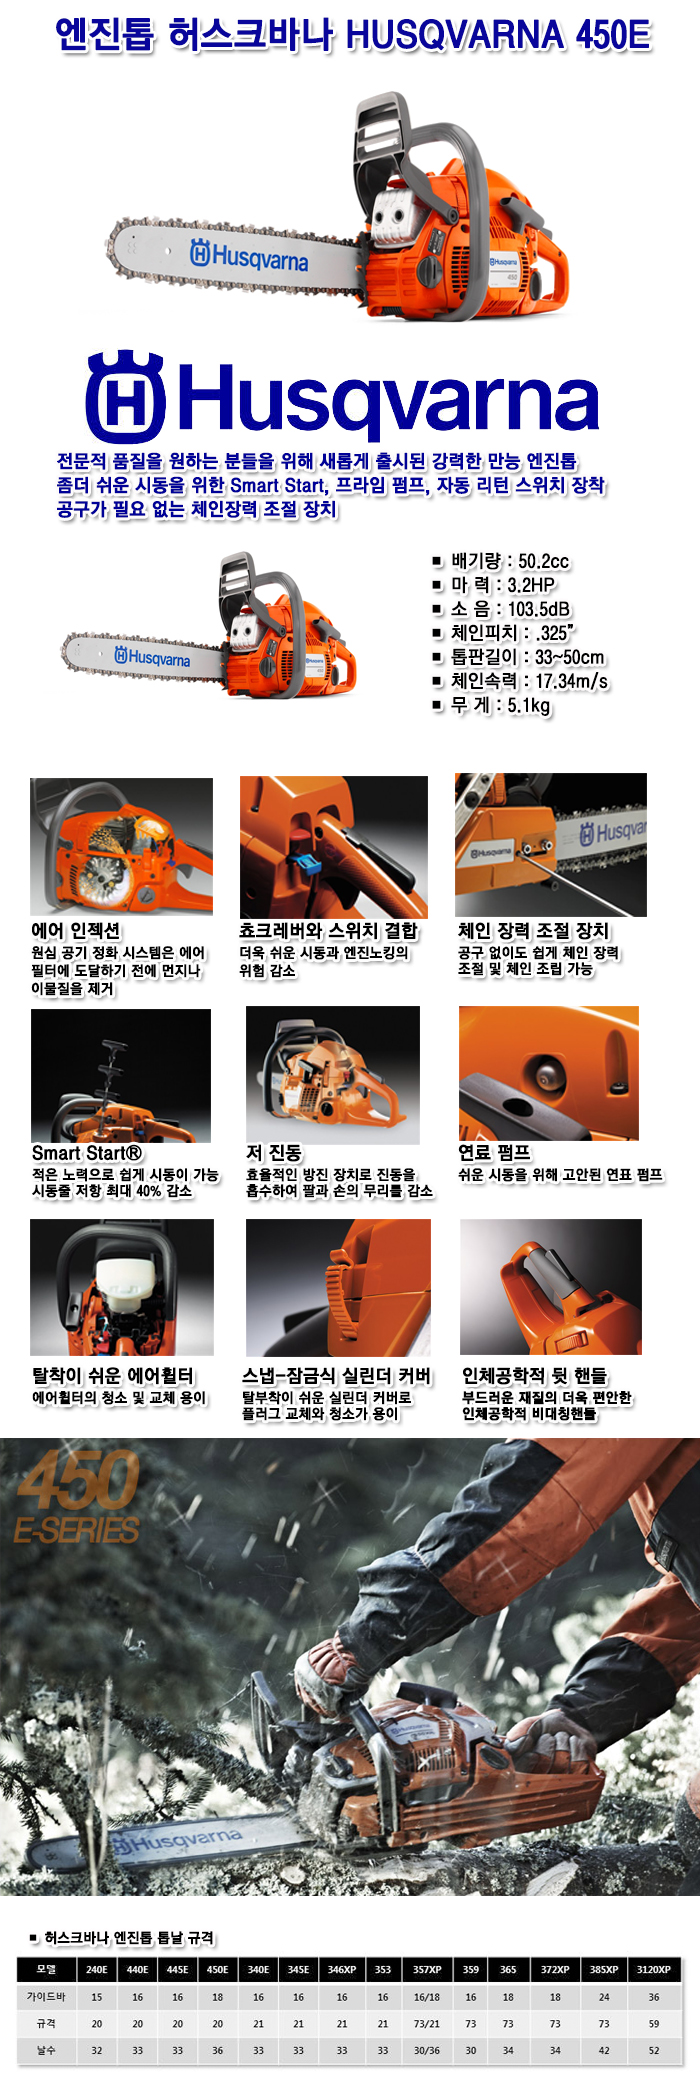 엔진톱 허스크바나 HUSQVARNA 450E
Husqvarna
Husqvarna
450
Husqvarna
전문적 품질을 원하는 분들을 위해 새롭게 출시된 강력한 만능 엔진톱
좀더 쉬운 시동을 위한 Smart Start, 프라임 펌프, 자동 리턴 스위치 장착
공구가 필요 없는 체인장력 조절 장치
Husqvarna
■ 배기량 : 50.2cc
■ 마 력 : 3.2HP
■ 소 음 : 103.5dB
■ 체인피치 : .325"
■ 톱판길이 : 33~50cm
■ 체인속력 : 17.34m/s
■ 무 게 : 5.1kg
Husqvarna
Husqvar
에어 인젝션
원심 공기 정화 시스템은 에어
필터에 도달하기 전에 먼지나
이물질을 제거
쵸크레버와 스위치 결합
더욱 쉬운 시동과 엔진노킹의
위험 감소
체인 장력 조절 장치
공구 없이도 쉽게 체인 장력
조절 및 체인 조립 가능
Smart Start®
적은 노력으로 쉽게 시동이 가능
시동줄 저항 최대 40% 감소
저 진동
효율적인 방진 장치로 진동을
흡수하여 팔과 손의 무리를 감소
연료 펌프
쉬운 시동을 위해 고안된 연표 펌프
탈착이 쉬운 에어휠터
에어휠터의 청소 및 교체 용이
스냅-잠금식 실린더 커버
탈부착이 쉬운 실린더 커버로
플러그 교체와 청소가 용이
인체공학적 뒷 핸들
부드러운 재질의 더욱 편안한
인체공학적 비대칭핸들
450
E-SERIES
Husqvarna
Husqvarna
■ 허스크바나 엔진톱 톱날 규격
모델 240E 440E 445E 450E 340E 345E 346XP 353 357XP 359 365 372XP 385XP 3120XP
가이드바 15 16 16 18 16 16 16 16 16/18 16 18 18 24 36
규격 20 20 20 20 21 21 21 21 73/21 73 73 73 73 59
날수 32 33 33 36 33 33 33 33 30/36 30 34 34 42 52